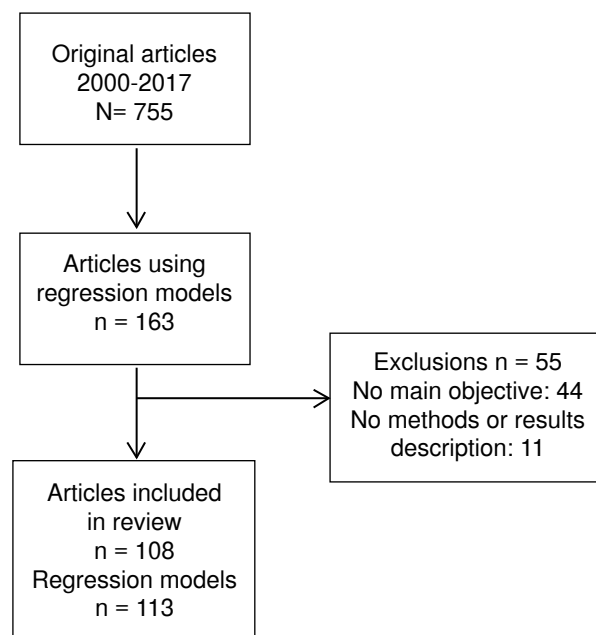 Original articles
2000-2017
N= 755
Articles using
regression models
n = 163
Exclusions n = 55
No main objective: 44
No methods or results
description: 11
Articles included
in review
n = 108
Regression models
n = 113